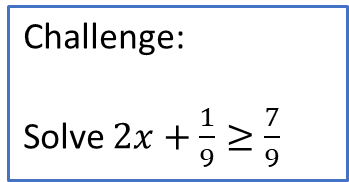 Challenge:
Solve 2𝑥 + 1/9 ≥ 7/9